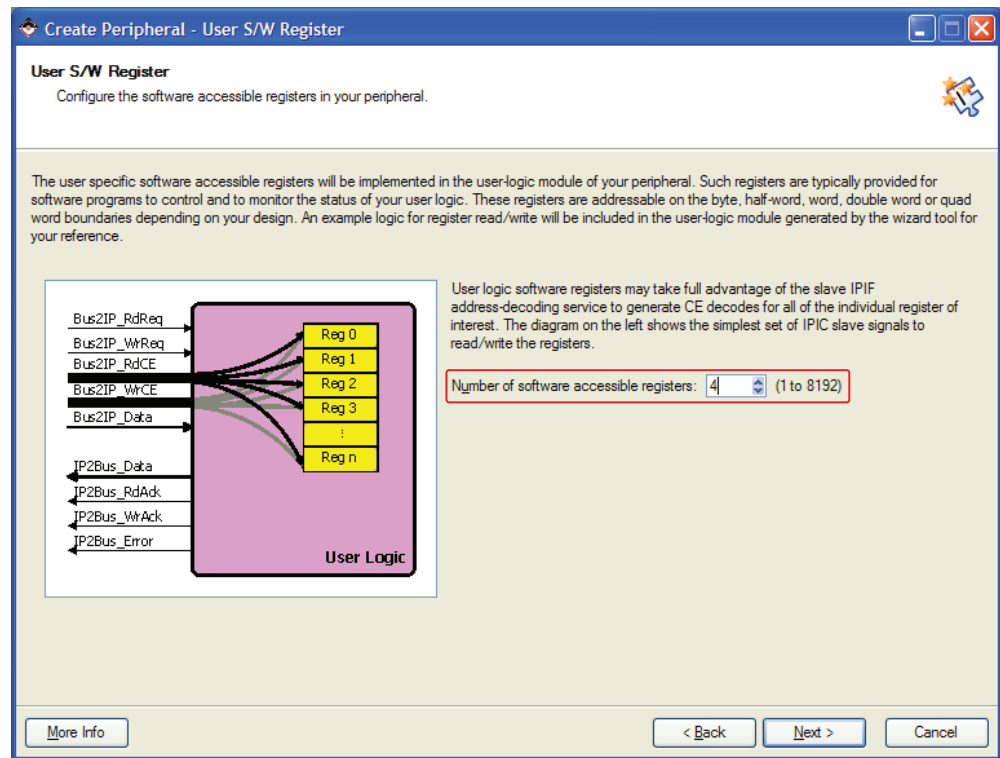 Create Peripheral - User S/W Register
User S/W Register
Configure the software accessible registers in your peripheral.
The user specific software accessible registers will be implemented in the user-logic module of your peripheral. Such registers are typically provided for
software programs to control and to monitor the status of your user logic. These registers are addressable on the byte, half-word, word, double word or quad
word boundaries depending on your design. An example logic for register read/write will be included in the user-logic module generated by the wizard tool for
your reference.
Bus2IP_RdReq
Bus2IP_WrReq
Bus2IP_RdCE
Bus2IP_WrCE
Bus2IP_Data
IP2Bus_Data
IP2Bus_RdAck
IP2Bus_WrAck
IP2Bus_Error
Reg 0
Reg 1
Reg 2
Reg 3
⋮
Reg n
User Logic
User logic software registers may take full advantage of the slave IPIF
address-decoding service to generate CE decodes for all of the individual register of
interest. The diagram on the left shows the simplest set of IPIC slave signals to
read/write the registers.
Number of software accessible registers: 4 (1 to 8192)
More Info
< Back
Next >
Cancel